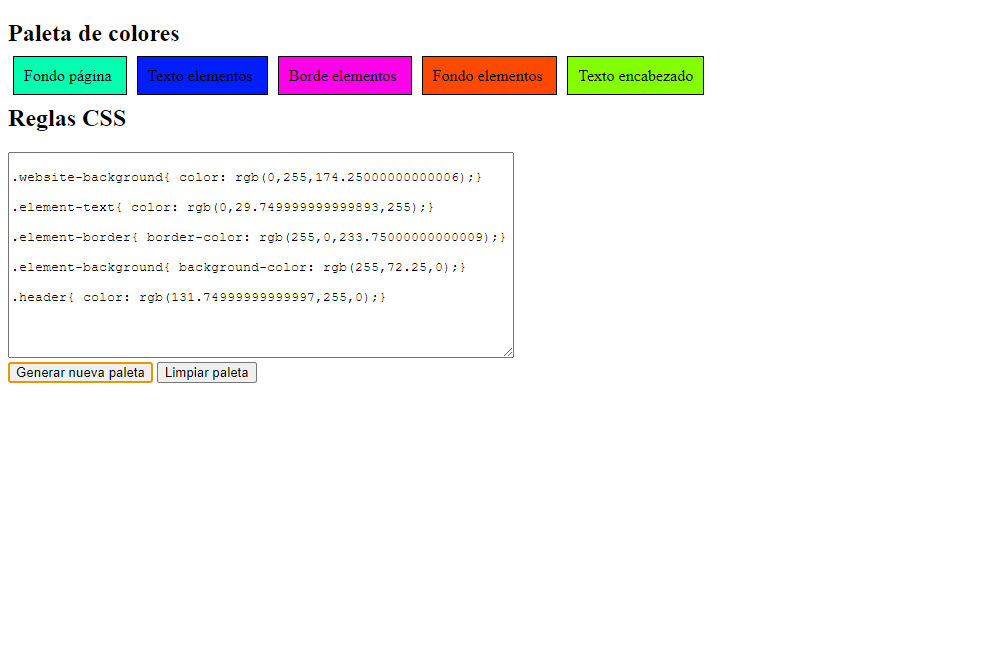 Paleta de colores
Fondo página Texto elementos Borde elementos Fondo elementos Texto encabezado
Reglas CSS
.website-background{ color: rgb(0,255,174.25000000000006);}
.element-text{ color: rgb(0,29.749999999999893,255);}
.element-border{ border-color: rgb(255,0,233.75000000000009);}
.element-background{ background-color: rgb(255,72.25,0);}
.header{ color: rgb(131.74999999999997,255,0);}
Generar nueva paleta Limpiar paleta